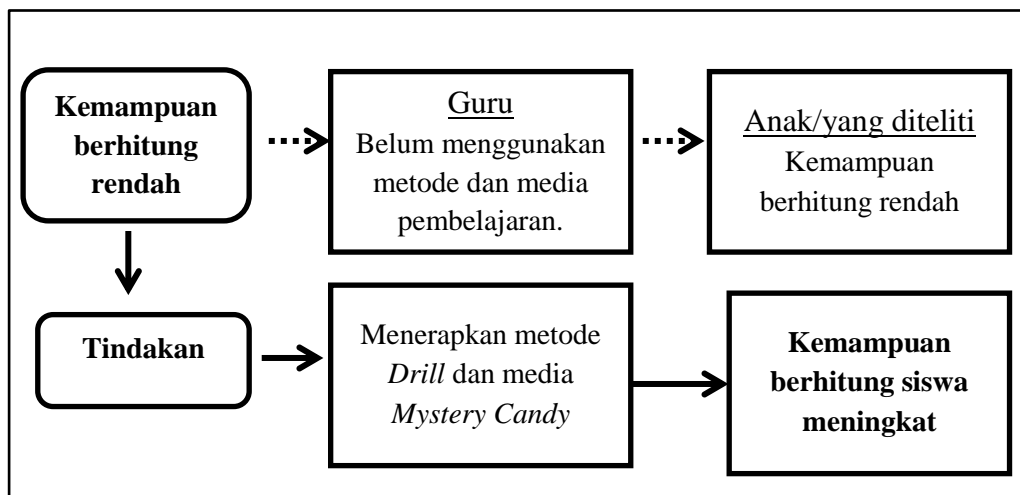 Kemampuan
berhitung
rendah
Guru
Belum menggunakan
metode dan media
pembelajaran.
Anak/yang diteliti
Kemampuan
berhitung rendah
Tindakan
Menerapkan metode
Drill dan media
Mystery Candy
Kemampuan
berhitung siswa
meningkat